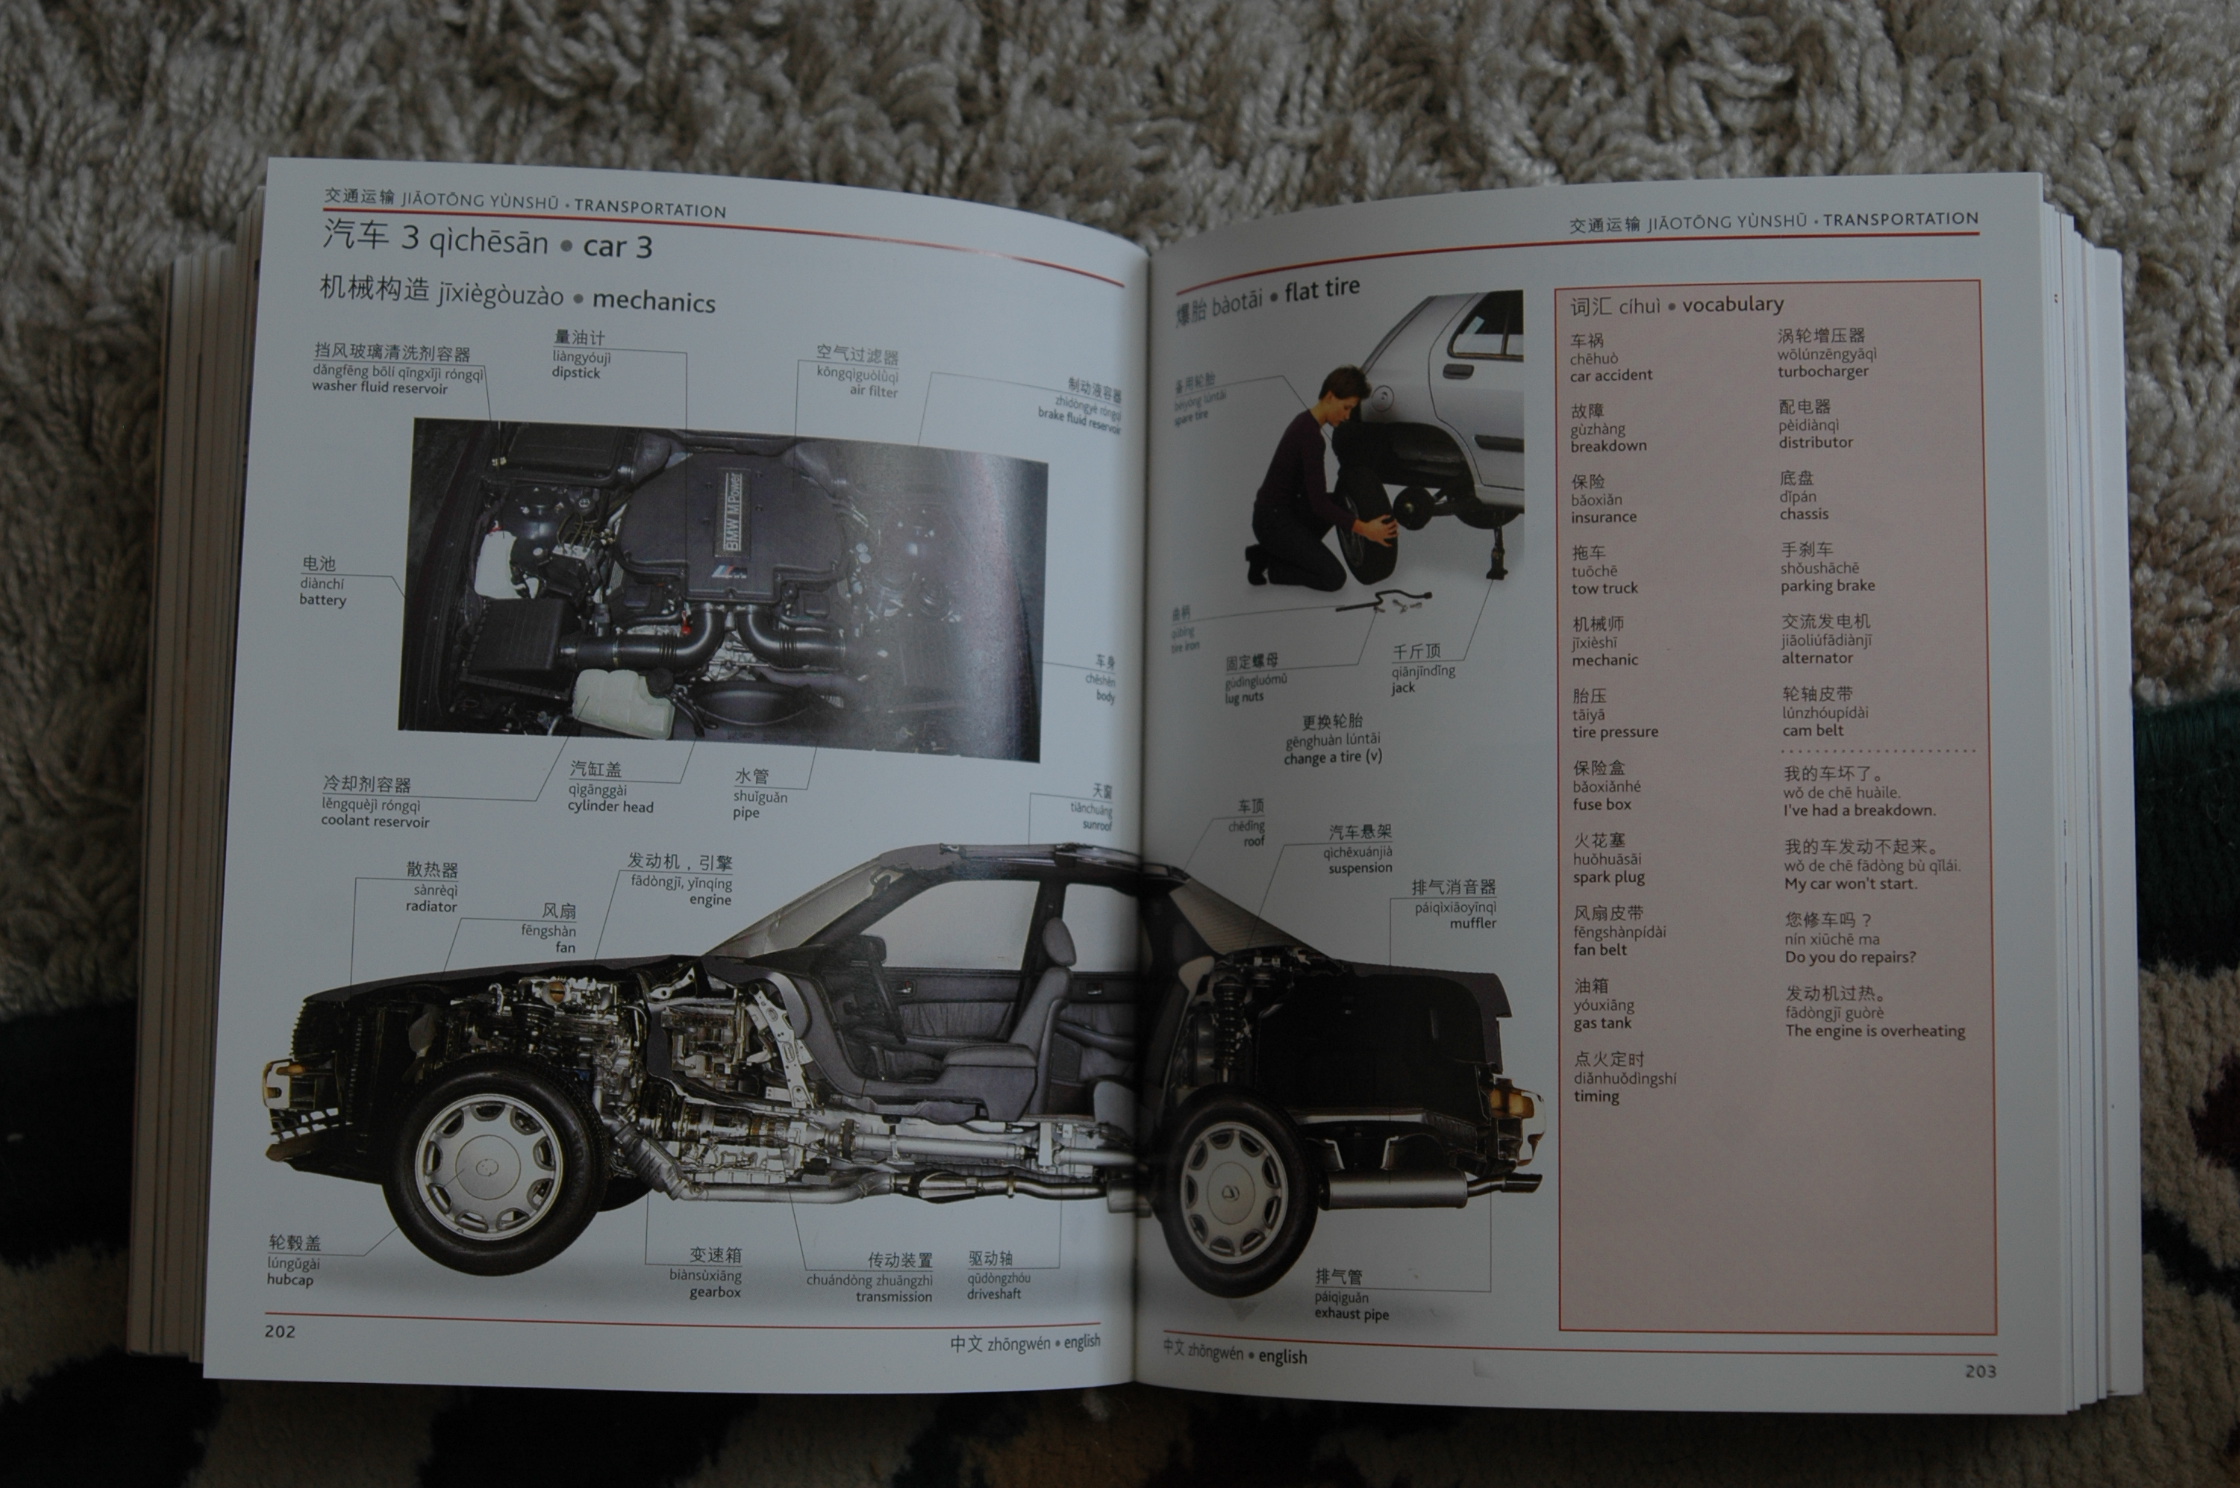 交通运输 JIĀOTŌNG YÙNSHŪ • TRANSPORTATION
汽车 3 qìchēsān • car 3
机械构造 jīxiègòuzào • mechanics
挡风玻璃清洗剂容器
dǎngfēng bōlí qīngxǐjì róngqì
washer fluid reservoir
量油计
liàngyóujì
dipstick
空气过滤器
kōngqìguòlǜqì
air filter
制动液容器
zhìdòngyè róngqì
brake fluid reservoir
BMW M Power
电池
diànchí
battery
车身
chēshēn
body
冷却剂容器
lěngquèjì róngqì
coolant reservoir
汽缸盖
qìgānggài
cylinder head
水管
shuǐguǎn
pipe
天窗
tiānchuāng
sunroof
散热器
sànrèqì
radiator
风扇
fēngshàn
fan
发动机，引擎
fādòngjī, yǐnqíng
engine
轮毂盖
lúngǔgài
hubcap
变速箱
biànsùxiāng
gearbox
传动装置
chuándòng zhuāngzhì
transmission
驱动轴
qūdòngzhóu
driveshaft
202
中文 zhōngwén • english
交通运输 JIĀOTŌNG YÙNSHŪ • TRANSPORTATION
爆胎 bàotāi • flat tire
备用轮胎
bèiyòng lúntāi
spare tire
曲柄
qūbǐng
tire iron
固定螺母
gùdìngluómǔ
lug nuts
千斤顶
qiānjīndǐng
jack
更换轮胎
gēnghuàn lúntāi
change a tire (v)
车顶
chēdǐng
roof
汽车悬架
qìchēxuánjià
suspension
排气消音器
páiqìxiāoyīnqì
muffler
排气管
páiqìguǎn
exhaust pipe
词汇 cíhuì • vocabulary
车祸
chēhuò
car accident
故障
gùzhàng
breakdown
保险
bǎoxiǎn
insurance
拖车
tuōchē
tow truck
机械师
jīxièshī
mechanic
胎压
tāiyā
tire pressure
保险盒
bǎoxiǎnhé
fuse box
火花塞
huǒhuāsāi
spark plug
风扇皮带
fēngshànpídài
fan belt
油箱
yóuxiāng
gas tank
点火定时
diǎnhuǒdìngshí
timing
涡轮增压器
wōlúnzēngyāqì
turbocharger
配电器
pèidiànqì
distributor
底盘
dǐpán
chassis
手刹车
shǒushāchē
parking brake
交流发电机
jiāoliúfādiànjī
alternator
轮轴皮带
lúnzhóupídài
cam belt
我的车坏了。
wǒ de chē huàile.
I've had a breakdown.
我的车发动不起来。
wǒ de chē fādòng bù qǐlái.
My car won't start.
您修车吗？
nín xiūchē ma
Do you do repairs?
发动机过热。
fādòngjī guòrè
The engine is overheating
中文 zhōngwén • english
203